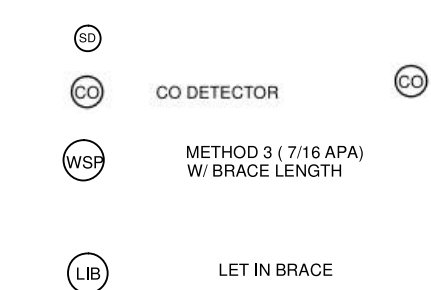 SD
CO CO DETECTOR CO
WSP METHOD 3 ( 7/16 APA)
W/ BRACE LENGTH
LIB LET IN BRACE